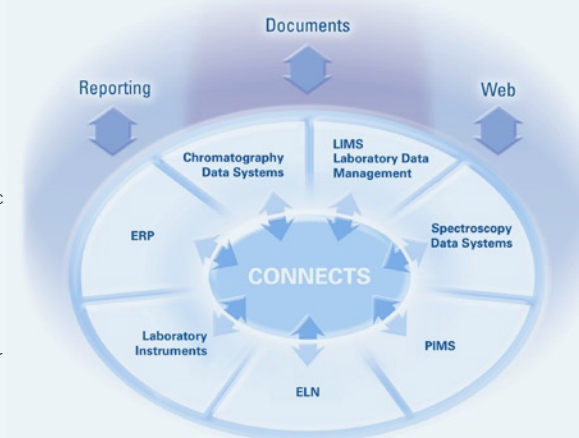 Documents
Reporting
Web
Chromatography
Data Systems
LIMS
Laboratory Data
Management
ERP
Spectroscopy
Data Systems
CONNECTS
Laboratory
Instruments
PIMS
ELN